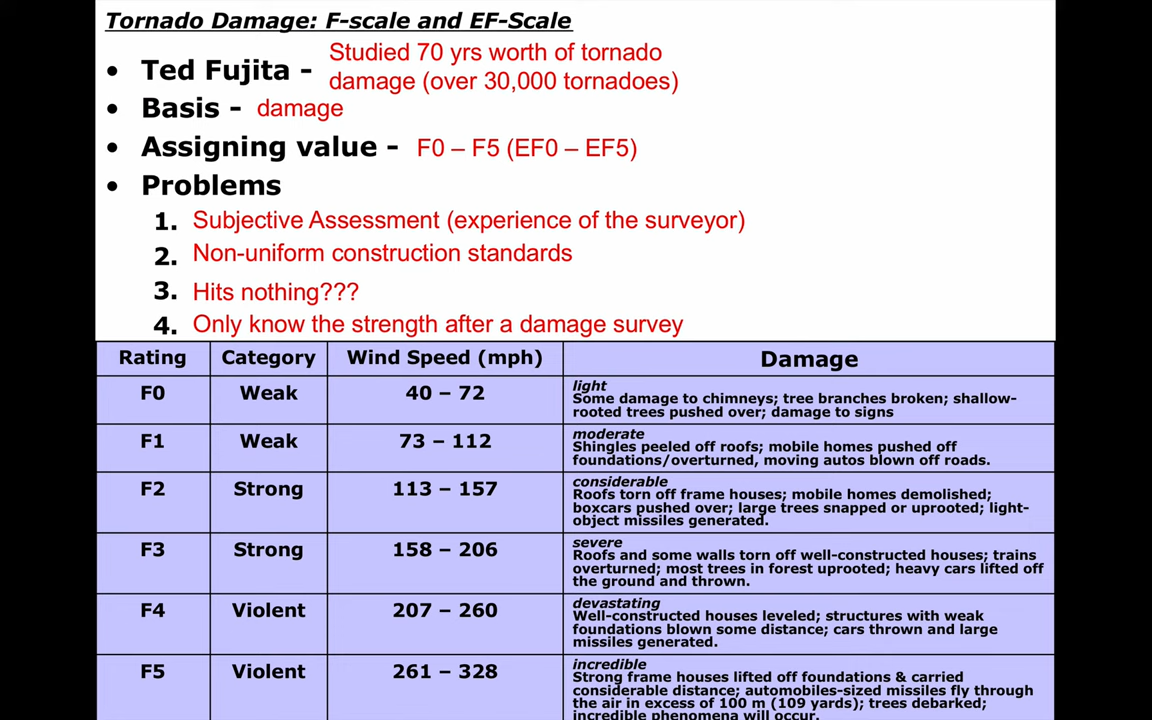 Tornado Damage: F-scale and EF-Scale
• Ted Fujita - Studied 70 yrs worth of tornado
damage (over 30,000 tornadoes)
• Basis - damage
• Assigning value - F0 – F5 (EF0 – EF5)
• Problems
1. Subjective Assessment (experience of the surveyor)
2. Non-uniform construction standards
3. Hits nothing???
4. Only know the strength after a damage survey
Rating Category Wind Speed (mph) Damage
F0 Weak 40 – 72 light
Some damage to chimneys; tree branches broken; shallow-
rooted trees pushed over; damage to signs
F1 Weak 73 – 112 moderate
Shingles peeled off roofs; mobile homes pushed off
foundations/overturned, moving autos blown off roads.
F2 Strong 113 – 157 considerable
Roofs torn off frame houses; mobile homes demolished;
boxcars pushed over; large trees snapped or uprooted; light-
object missiles generated.
F3 Strong 158 – 206 severe
Roofs and some walls torn off well-constructed houses; trains
overturned; most trees in forest uprooted; heavy cars lifted off
the ground and thrown.
F4 Violent 207 – 260 devastating
Well-constructed houses leveled; structures with weak
foundations blown some distance; cars thrown and large
missiles generated.
F5 Violent 261 – 328 incredible
Strong frame houses lifted off foundations & carried
considerable distance; automobiles-sized missiles fly through
the air in excess of 100 m (109 yards); trees debarked;
incredible phenomena will occur.